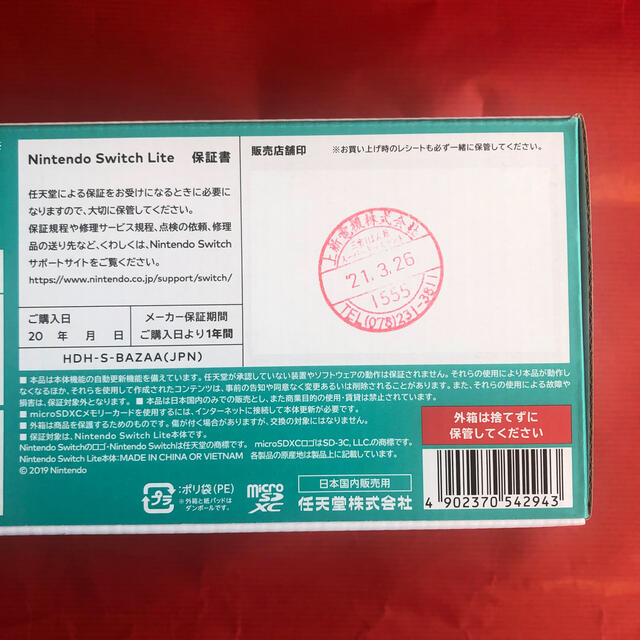 Nintendo Switch Lite 保証書
任天堂による保証をお受けになるときに必要に
なりますので、大切に保管してください。
保証規程や修理サービス規程、点検の依頼、修理
品の送り先など、くわしくは、Nintendo Switch
サポートサイトをご覧ください。
https://www.nintendo.co.jp/support/switch/
ご購入日
20 年 月 日
メーカー保証期間
ご購入日より1年間
HDH-S-BAZAA(JPN)
販売店舗印
※お買い上げ時のレシートも必ず一緒に保管してください。
上新電機株式会社
'21.3.26
1555
TEL(078)231-3811
■ 本品は本体機能の自動更新機能を備えています。任天堂が承認していない装置やソフトウェアの動作は保証されません。それらの使用により本品が動作し
なくなるほか、それらを使用して作成されたコンテンツは、事前の告知や同意なく変更あるいは削除されることがあります。また、それらの使用による故障や
損害は、保証対象外となります。 ■ 本品は日本国内のみでの販売とし、また商業目的の使用・賃貸は禁止されています。
■ microSDXCメモリーカードを使用するには、インターネットに接続して本体更新が必要です。
■ 外箱は商品を保護するためのものです。傷が付く場合がありますが、交換の対象にはなりません。
■ 保証対象は、Nintendo Switch Lite本体です。
Nintendo Switchのロゴ・Nintendo Switchは任天堂の商標です。 microSDXCロゴはSD-3C, LLC.の商標です。
Nintendo Switch Lite本体：MADE IN CHINA OR VIETNAM 各製品の原産地は製品上に記載しています。
© 2019 Nintendo
外箱は捨てずに
保管してください
プラ
：ポリ袋(PE)
※外箱と紙パッドは
ダンボールです。
micro
SD
XC
日本国内販売用
任天堂株式会社
4 902370 542943